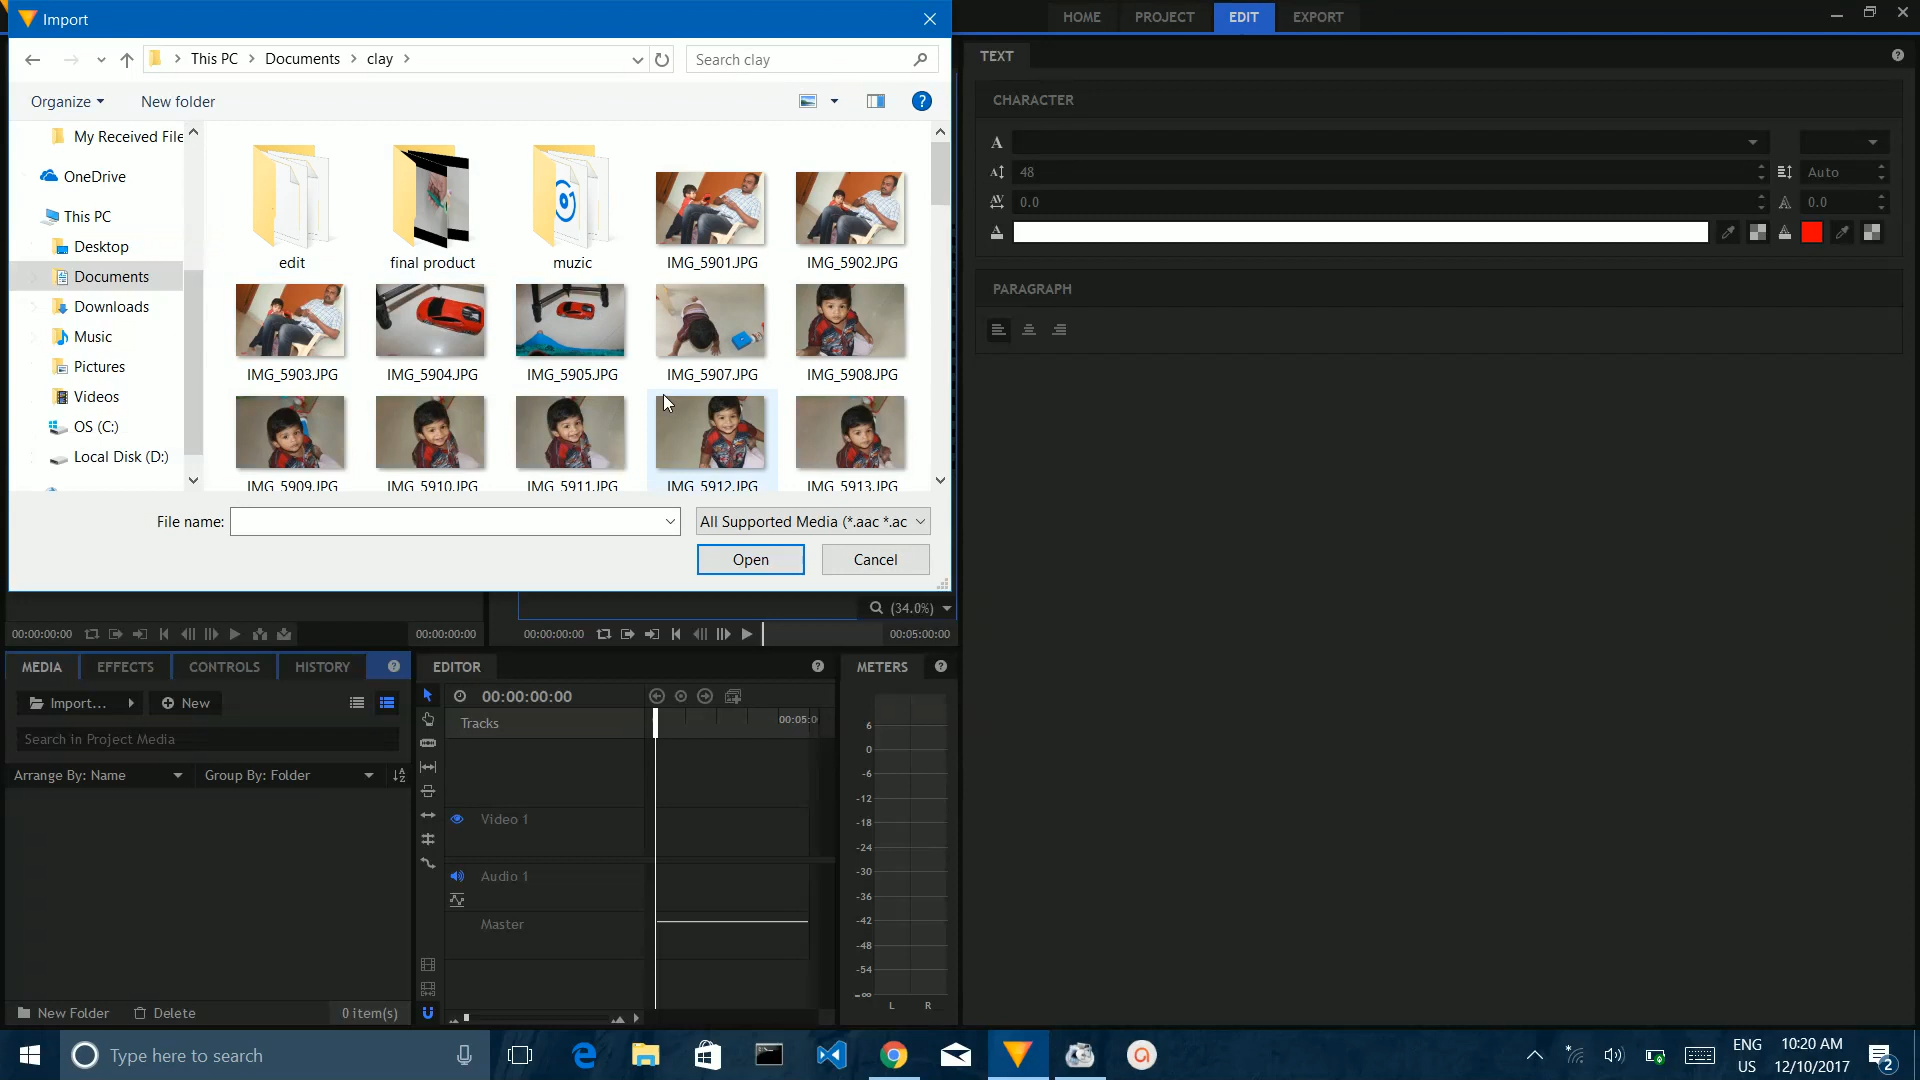 Import
HOME
PROJECT
EDIT
EXPORT
This PC
Documents
clay
Search clay
TEXT
Organize
New folder
CHARACTER
My Received File
A
OneDrive
48
Auto
This PC
0.0
0.0
Desktop
edit
final product
muzic
IMG_5901.JPG
IMG_5902.JPG
Documents
PARAGRAPH
Downloads
Music
Pictures
IMG_5903.JPG
IMG_5904.JPG
IMG_5905.JPG
IMG_5907.JPG
IMG_5908.JPG
Videos
OS (C:)
Local Disk (D:)
IMG_5909.JPG
IMG_5910.JPG
IMG_5911.JPG
IMG_5912.JPG
IMG_5913.JPG
File name:
All Supported Media (*.aac *.ac
Open
Cancel
(34.0%)
00:00:00:00
00:00:00:00
00:00:00:00
00:05:00:00
MEDIA
EFFECTS
CONTROLS
HISTORY
EDITOR
METERS
Import...
New
00:00:00:00
Search in Project Media
Tracks
00:05:0
6
0
-6
-12
-18
-24
-30
-36
-42
-48
-54
-∞
L
R
Arrange By: Name
Group By: Folder
Video 1
Audio 1
Master
New Folder
Delete
0 item(s)
Type here to search
ENG
US
10:20 AM
12/10/2017
2